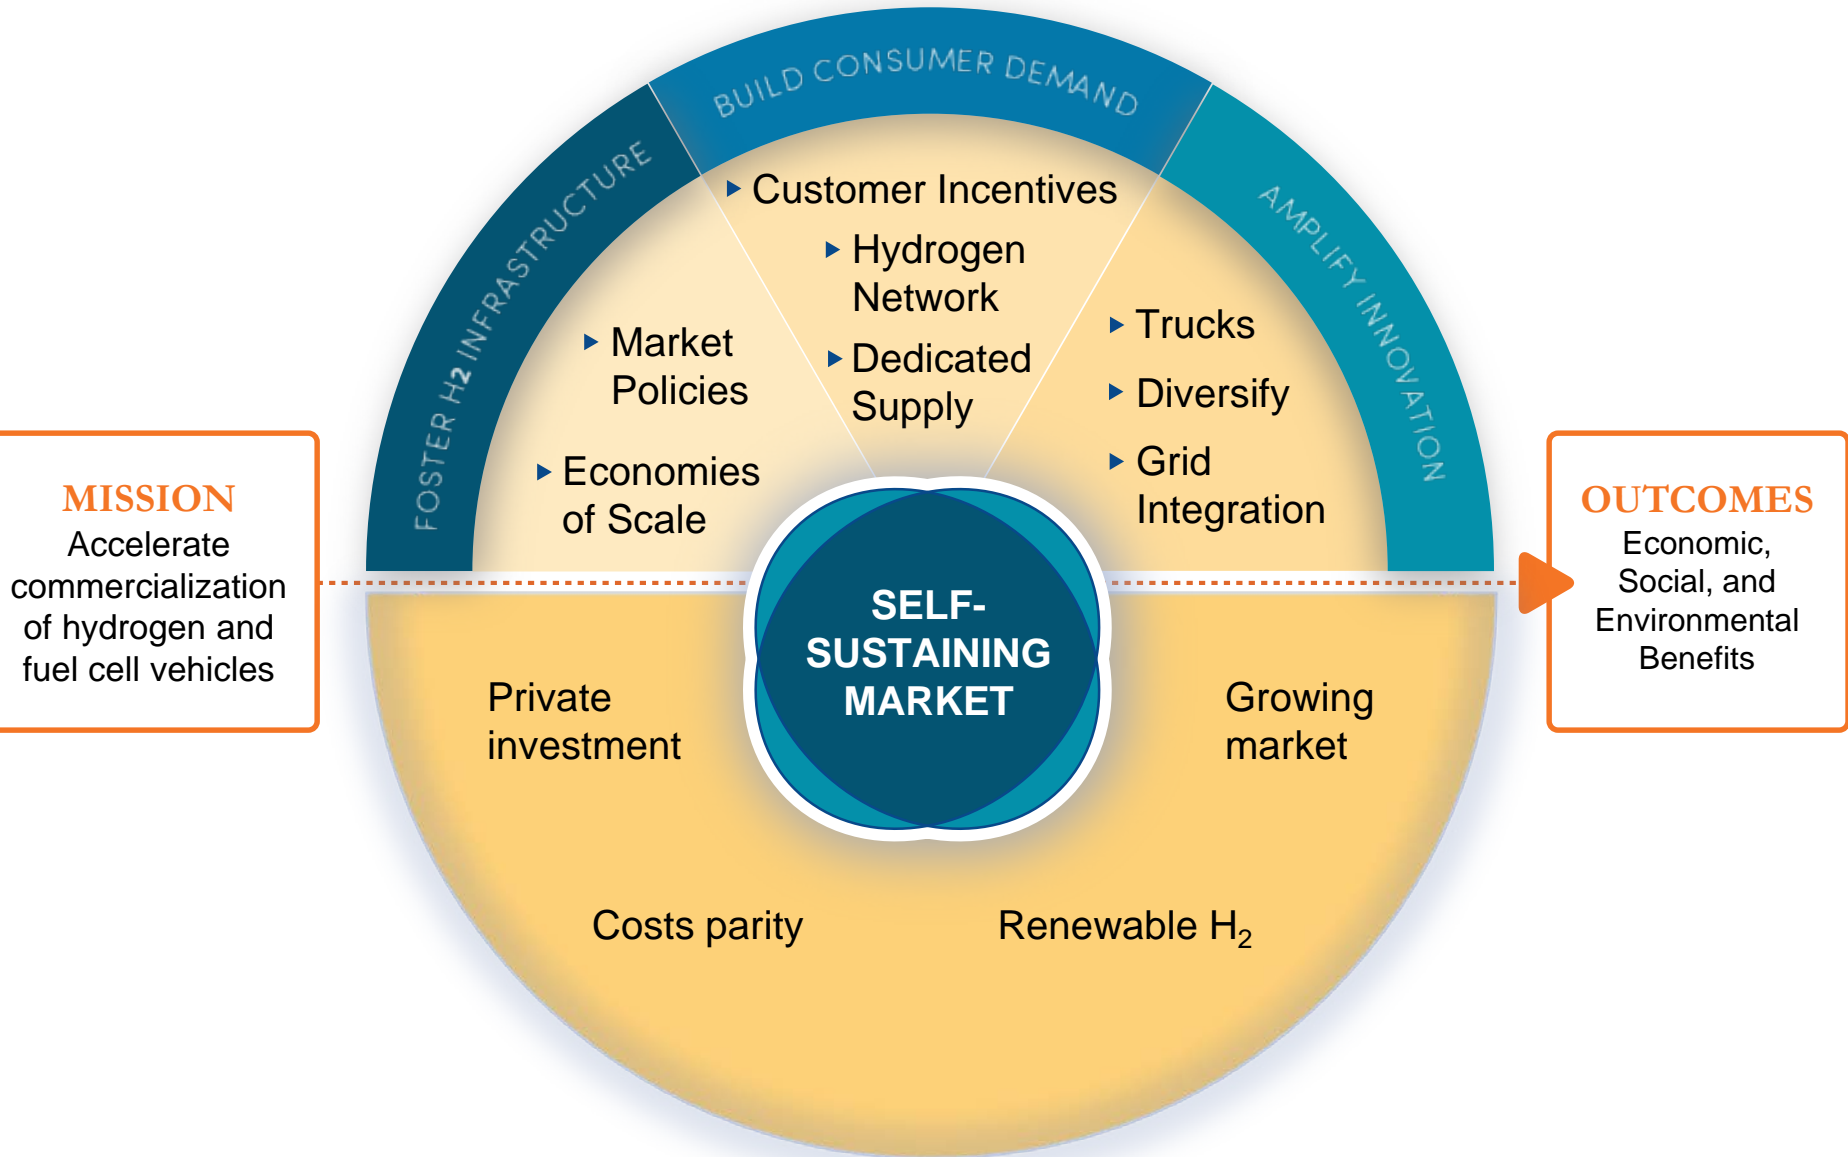 BUILD CONSUMER DEMAND
FOSTER H2 INFRASTRUCTURE
AMPLIFY INNOVATION
▸ Customer Incentives
▸ Hydrogen
Network
▸ Dedicated
Supply
▸ Market
Policies
▸ Economies
of Scale
▸ Trucks
▸ Diversify
▸ Grid
Integration
MISSION
Accelerate
commercialization
of hydrogen and
fuel cell vehicles
SELF-
SUSTAINING
MARKET
OUTCOMES
Economic,
Social, and
Environmental
Benefits
Private
investment
Growing
market
Costs parity
Renewable H₂